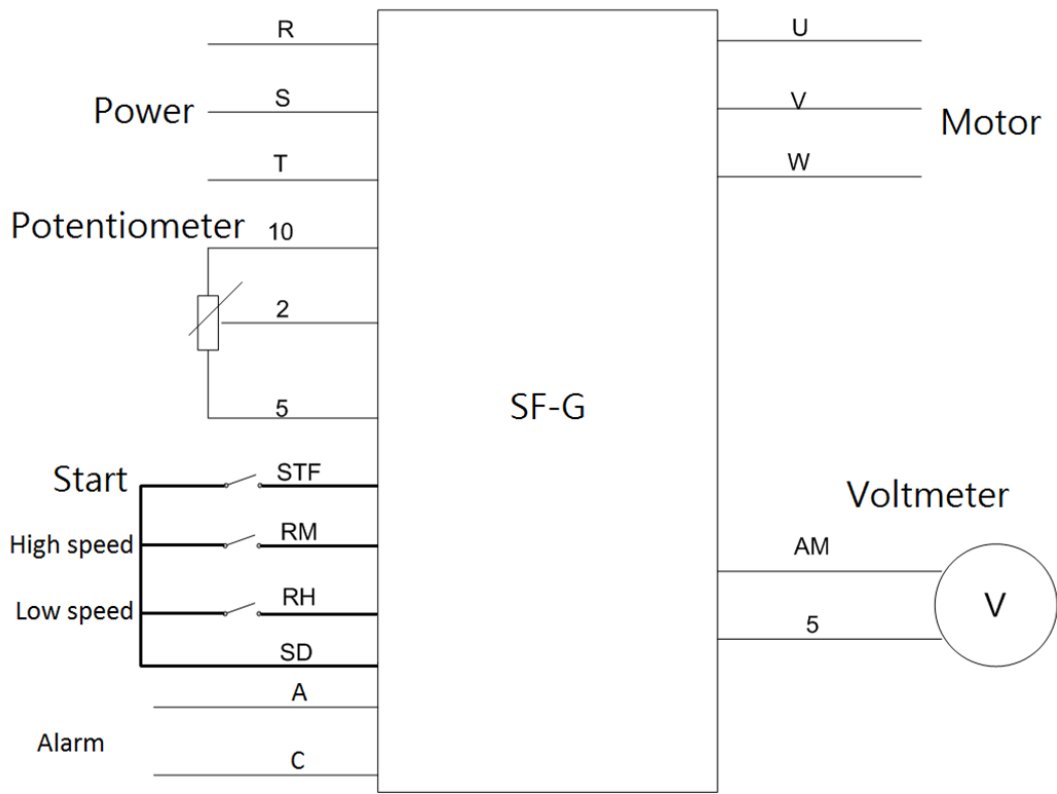 R
S
Power
T
Potentiometer
10
2
5
Start
STF
High speed
RM
Low speed
RH
SD
A
Alarm
C
SF-G
U
V
Motor
W
Voltmeter
AM
V
5